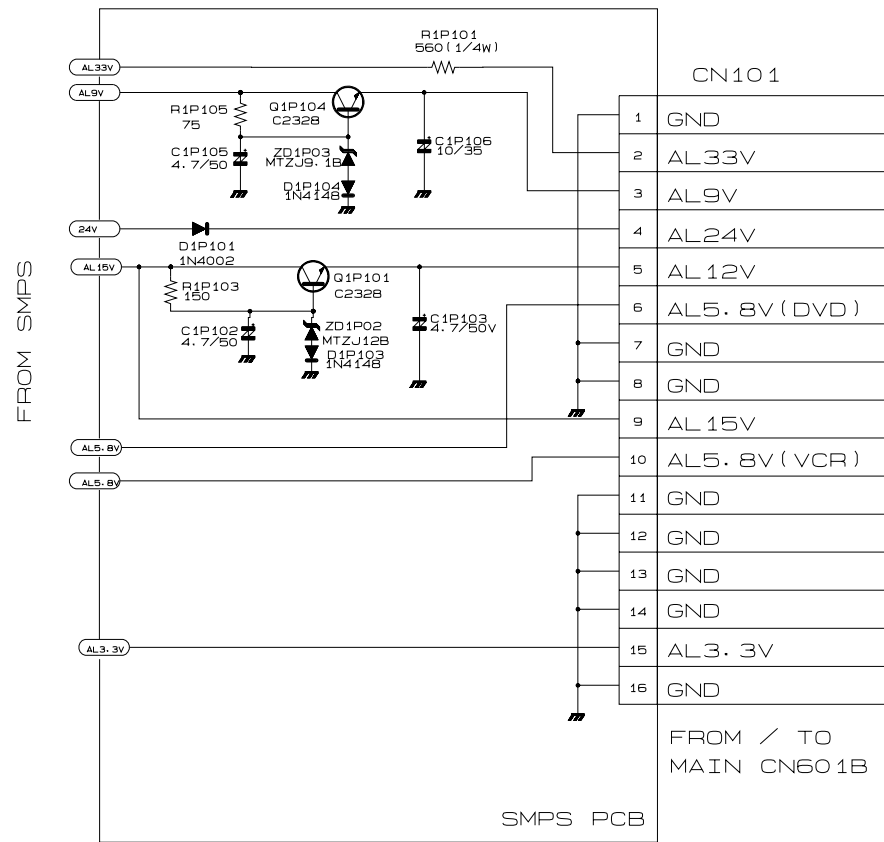 R1P101
560(1/4W)
AL33V
AL9V
R1P105
75
Q1P104
C2328
C1P105
4.7/50
ZD1P03
MTZJ9.1B
D1P104
1N4148
C1P106
10/35
24V
D1P101
1N4002
AL15V
R1P103
150
Q1P101
C2328
C1P102
4.7/50
ZD1P02
MTZJ12B
D1P103
1N4148
C1P103
4.7/50V
FROM SMPS
AL5.8V
AL5.8V
AL3.3V
CN101
1 GND
2 AL33V
3 AL9V
4 AL24V
5 AL12V
6 AL5.8V(DVD)
7 GND
8 GND
9 AL15V
10 AL5.8V(VCR)
11 GND
12 GND
13 GND
14 GND
15 AL3.3V
16 GND
FROM / TO
MAIN CN601B
SMPS PCB